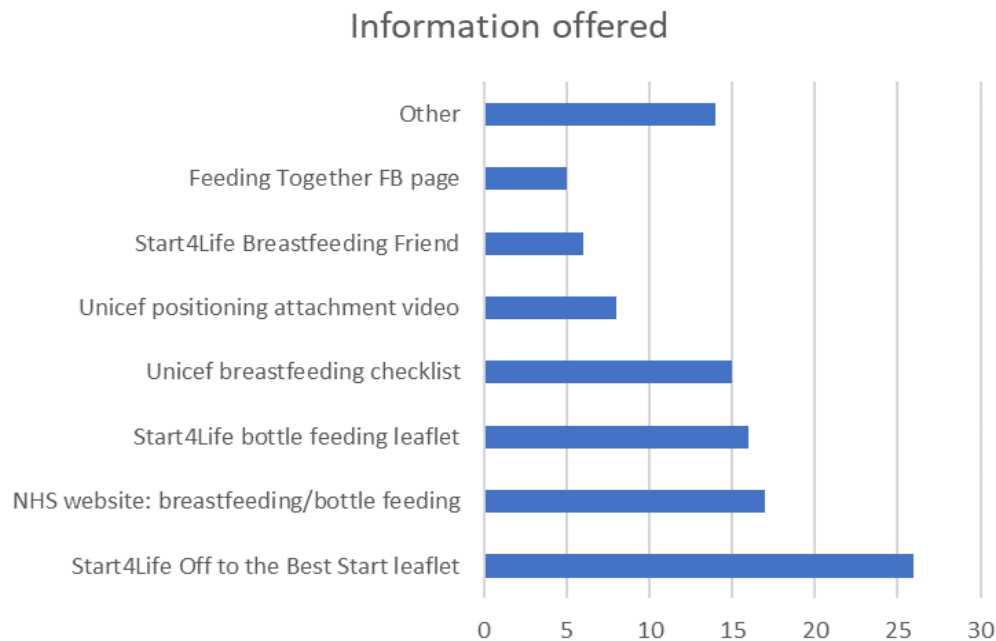 Information offered
Other
Feeding Together FB page
Start4Life Breastfeeding Friend
Unicef positioning attachment video
Unicef breastfeeding checklist
Start4Life bottle feeding leaflet
NHS website: breastfeeding/bottle feeding
Start4Life Off to the Best Start leaflet
0 5 10 15 20 25 30